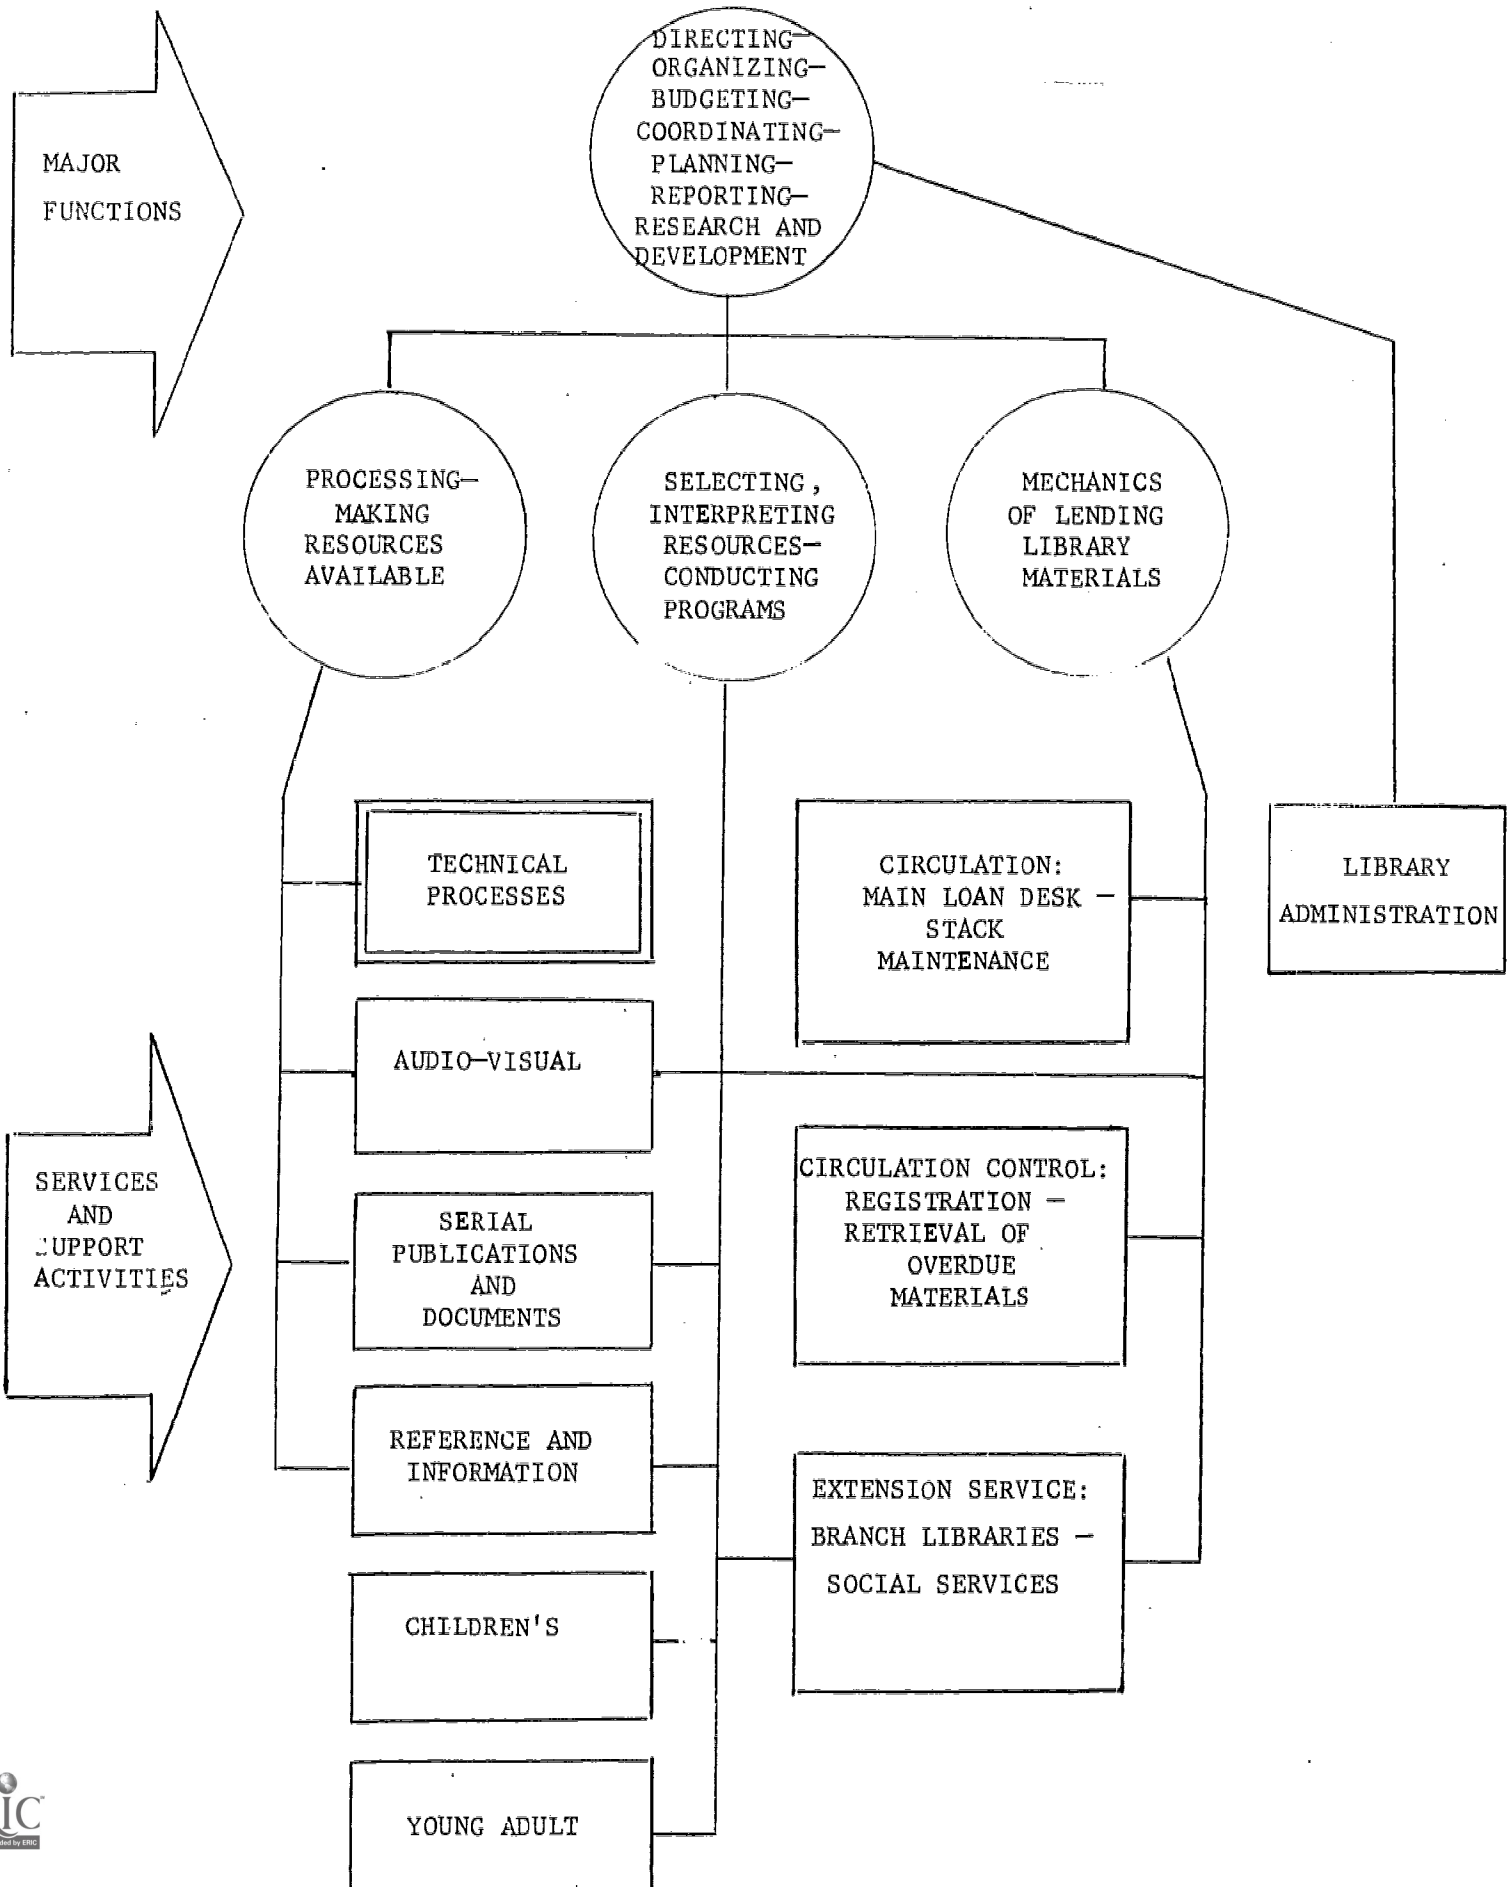 DIRECTING—
ORGANIZING—
BUDGETING—
COORDINATING—
PLANNING—
REPORTING—
RESEARCH AND
DEVELOPMENT
MAJOR
FUNCTIONS
PROCESSING—
MAKING
RESOURCES
AVAILABLE
SELECTING,
INTERPRETING
RESOURCES—
CONDUCTING
PROGRAMS
MECHANICS
OF LENDING
LIBRARY
MATERIALS
TECHNICAL
PROCESSES
CIRCULATION:
MAIN LOAN DESK —
STACK
MAINTENANCE
LIBRARY
ADMINISTRATION
AUDIO—VISUAL
SERVICES
AND
SUPPORT
ACTIVITIES
SERIAL
PUBLICATIONS
AND
DOCUMENTS
CIRCULATION CONTROL:
REGISTRATION —
RETRIEVAL OF
OVERDUE
MATERIALS
REFERENCE AND
INFORMATION
EXTENSION SERVICE:
BRANCH LIBRARIES —
SOCIAL SERVICES
CHILDREN'S
YOUNG ADULT